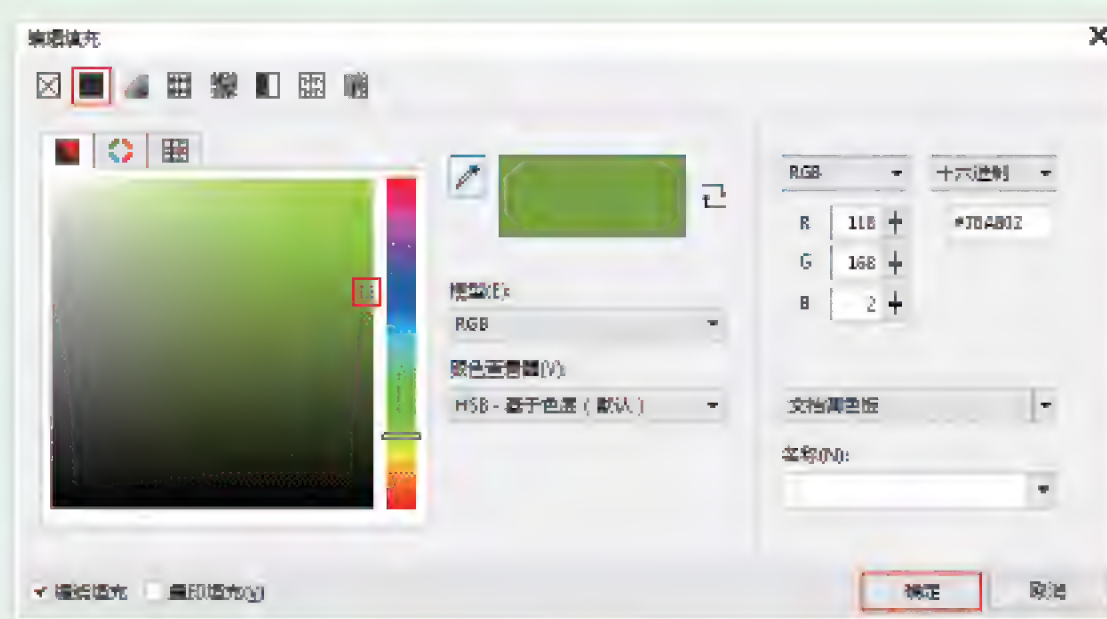 编辑填充
RGB
十六进制
R 118
G 168
B 2
#76A802
模型(E):
RGB
颜色查看器(V):
HSB - 基于色度（默认）
文档调色板
名称(N):
缠绕填充
叠印填充(V)
确定
取消